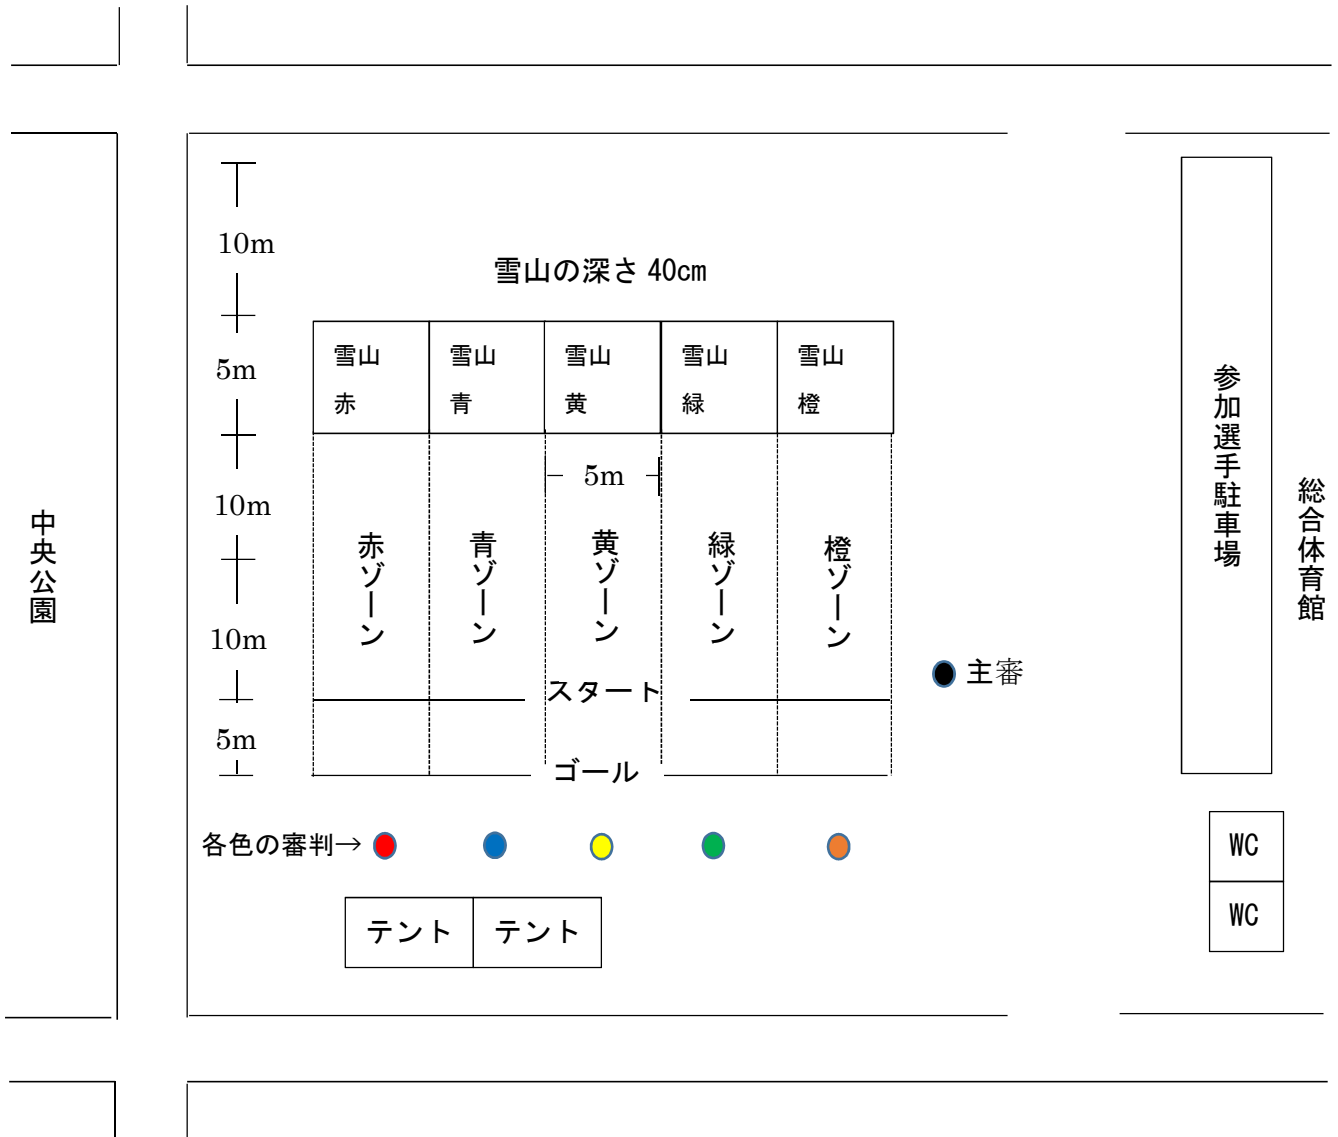 10m
雪山の深さ 40cm
5m
雪山
赤
雪山
青
雪山
黄
雪山
緑
雪山
橙
5m
10m
10m
5m
赤ゾーン
青ゾーン
黄ゾーン
緑ゾーン
橙ゾーン
スタート
ゴール
主審
各色の審判→
テント
テント
中央公園
参加選手駐車場
総合体育館
WC
WC